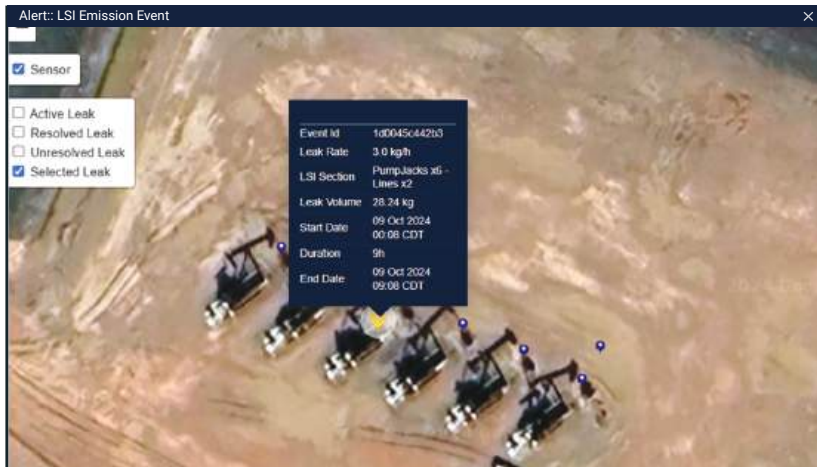 Alert:: LSI Emission Event
Sensor
Active Leak
Resolved Leak
Unresolved Leak
Selected Leak
Event Id 1d0045c442b3
Leak Rate 3.0 kg/h
LSI Section PumpJacks x6 -
Lines x2
Leak Volume 28.24 kg
Start Date 09 Oct 2024
00:08 CDT
Duration 9h
End Date 09 Oct 2024
09:08 CDT